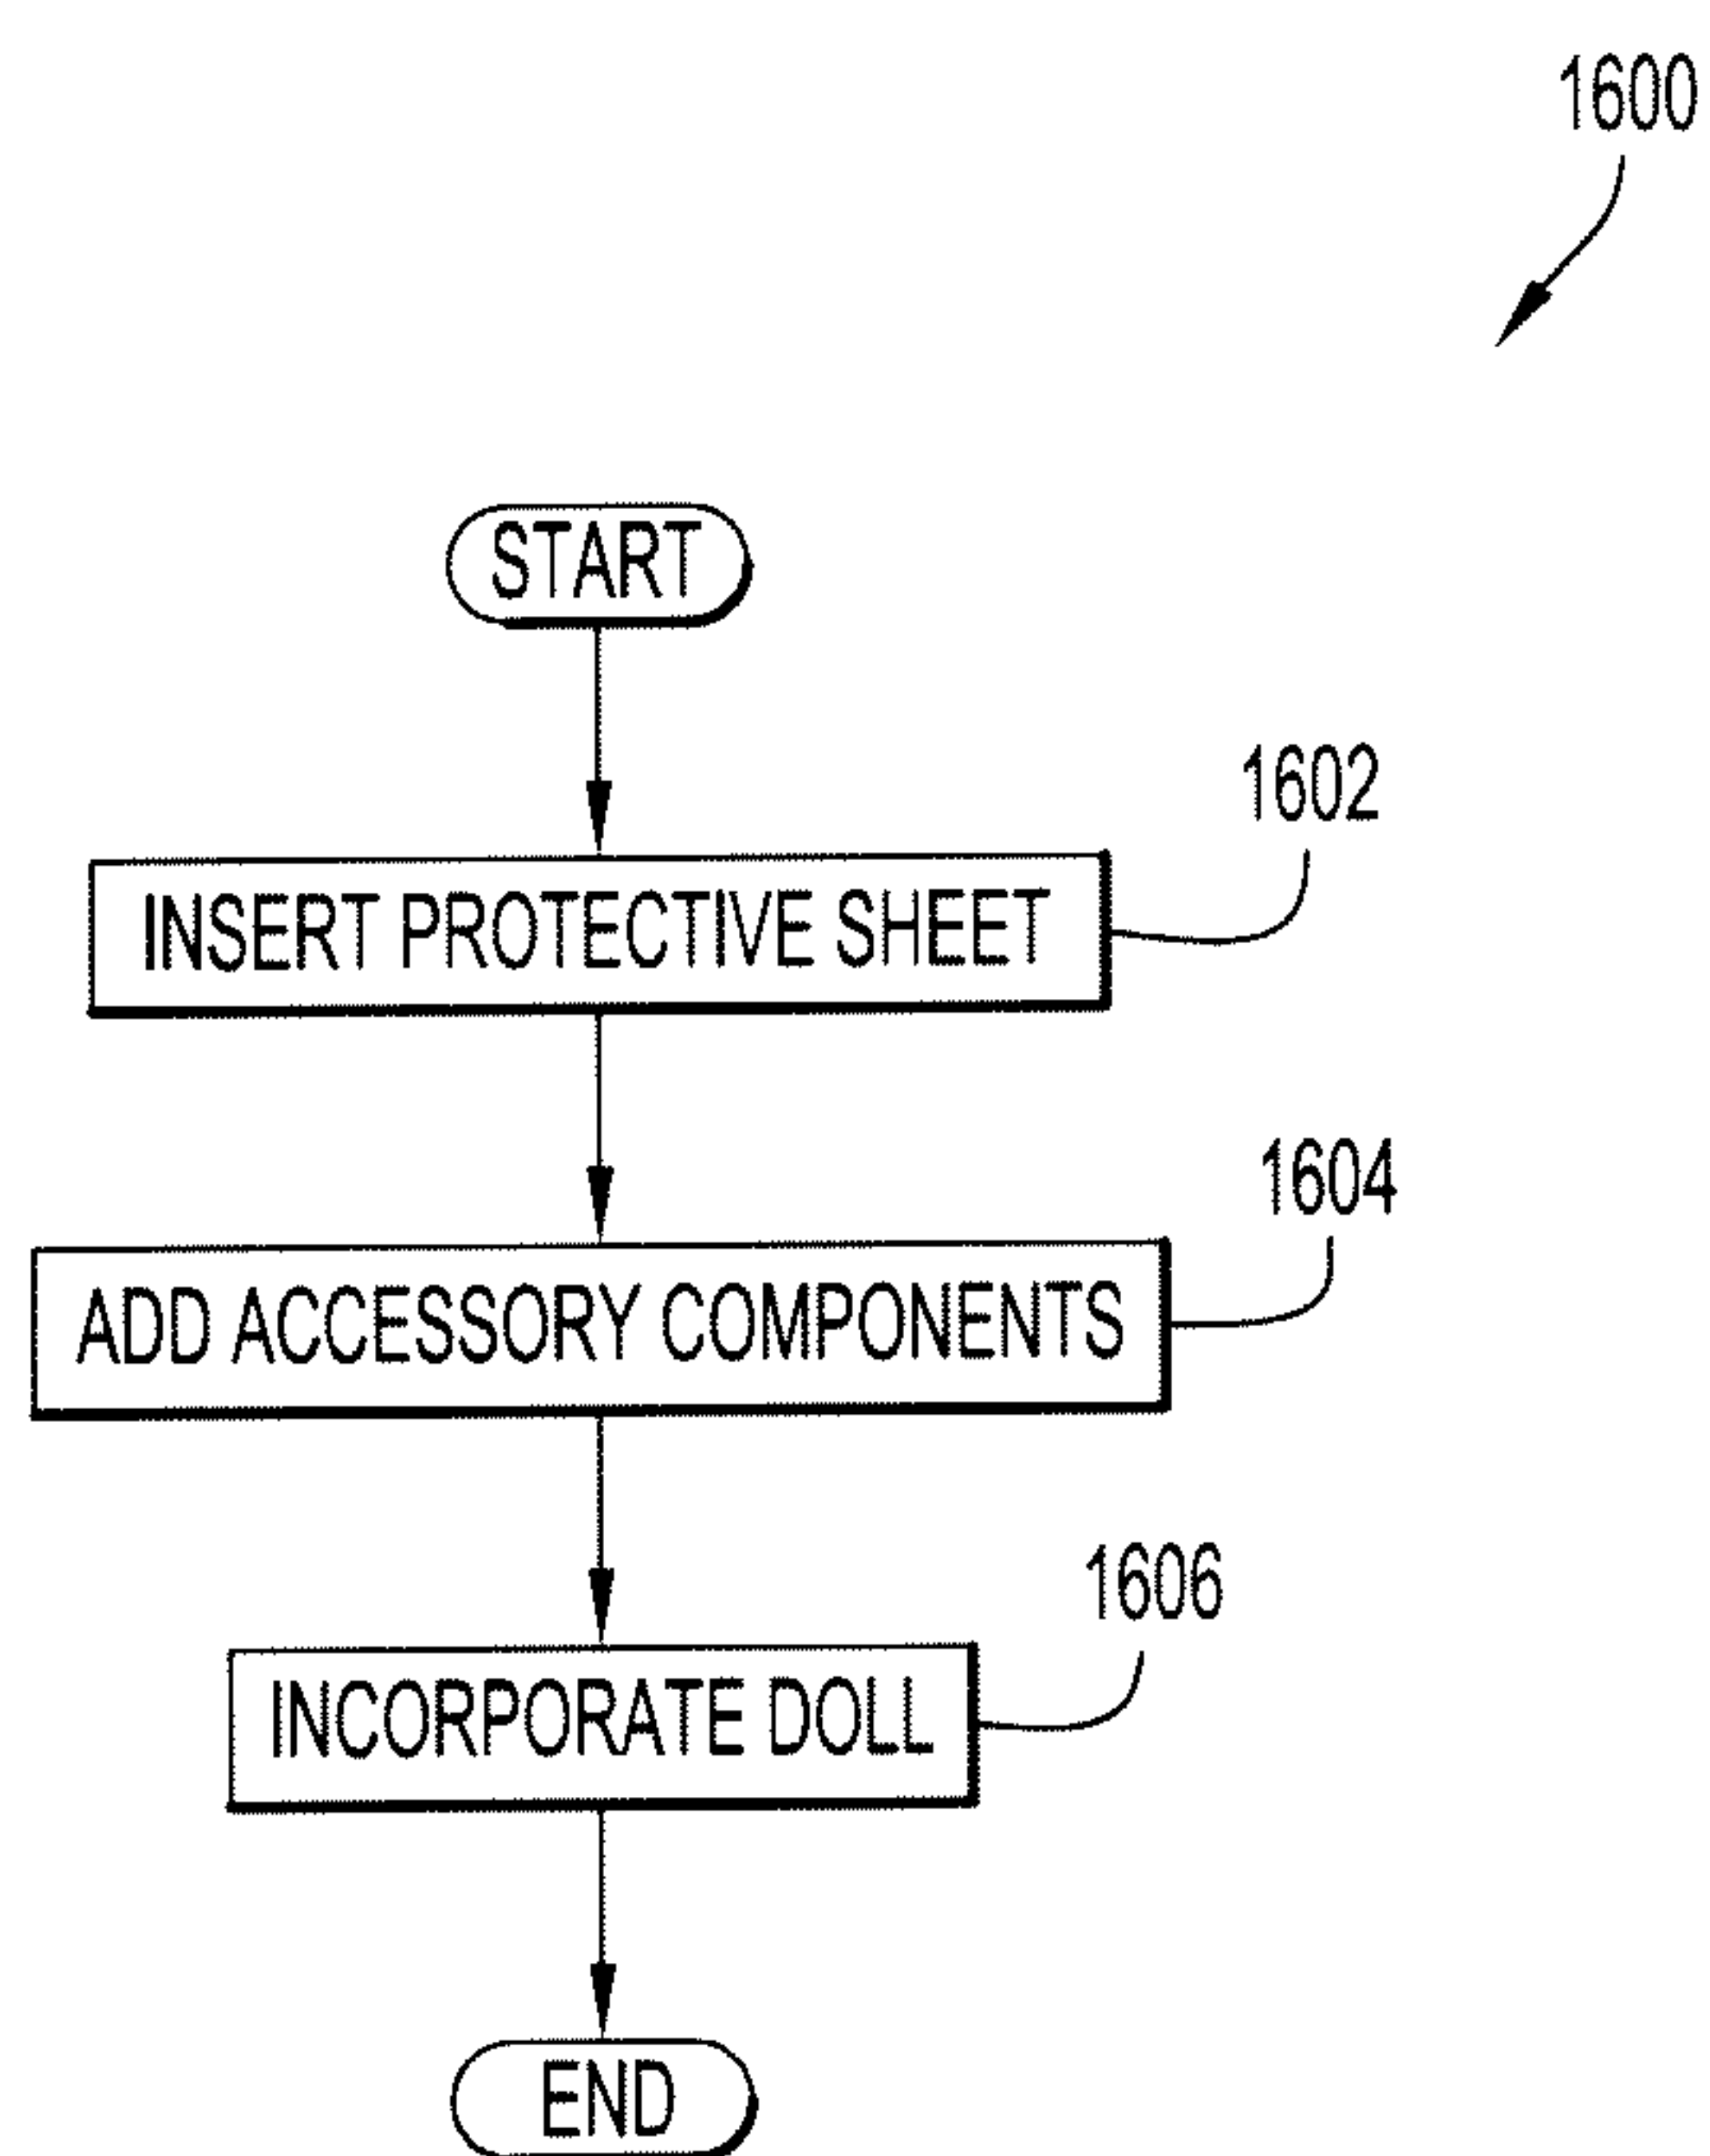 1600
START
1602
INSERT PROTECTIVE SHEET
1604
ADD ACCESSORY COMPONENTS
1606
INCORPORATE DOLL
END